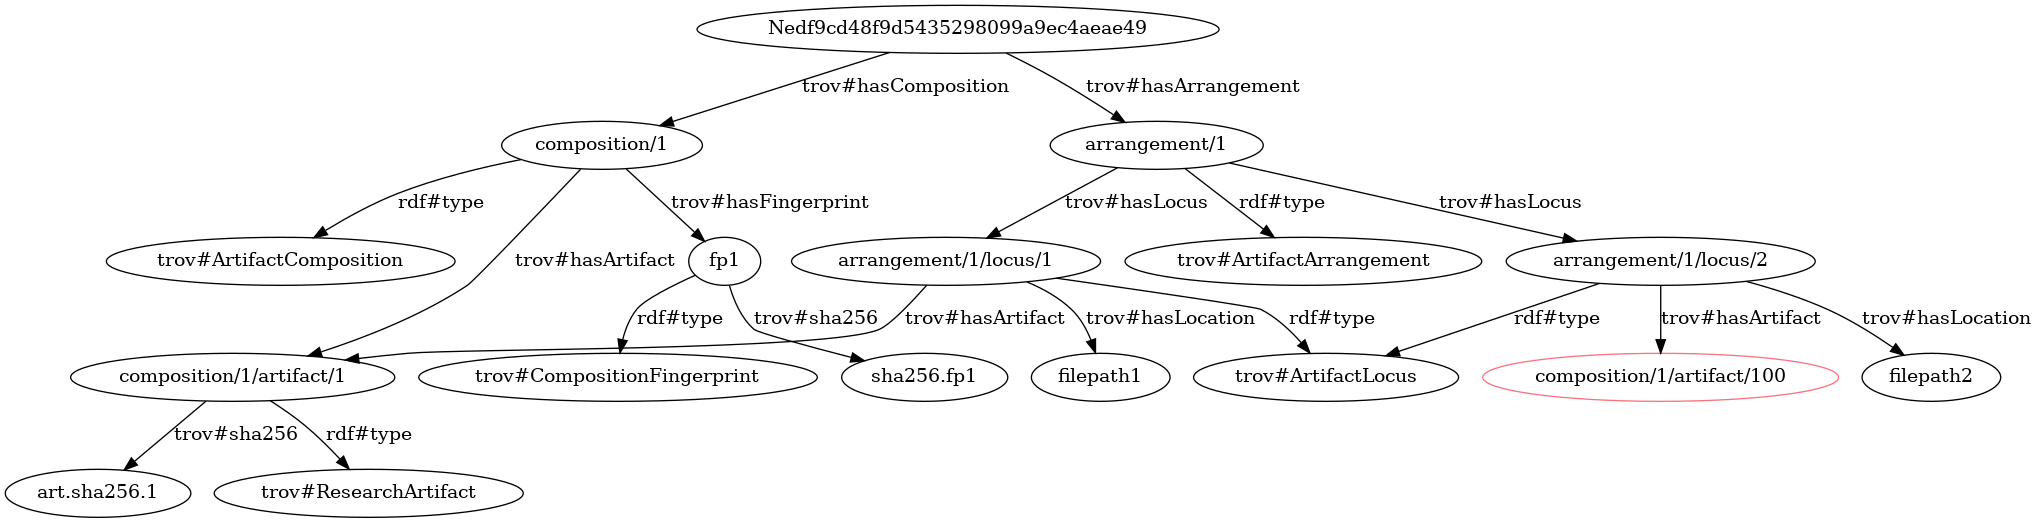 Nedf9cd48f9d5435298099a9ec4aeae49
trov#hasComposition
trov#hasArrangement
composition/1
arrangement/1
rdf#type
trov#hasFingerprint
trov#hasLocus
rdf#type
trov#hasLocus
trov#ArtifactComposition
trov#hasArtifact
fp1
arrangement/1/locus/1
trov#ArtifactArrangement
arrangement/1/locus/2
rdf#type
trov#sha256
trov#hasArtifact
trov#hasLocation
rdf#type
rdf#type
trov#hasArtifact
trov#hasLocation
composition/1/artifact/1
trov#CompositionFingerprint
sha256.fp1
filepath1
trov#ArtifactLocus
composition/1/artifact/100
filepath2
trov#sha256
rdf#type
art.sha256.1
trov#ResearchArtifact